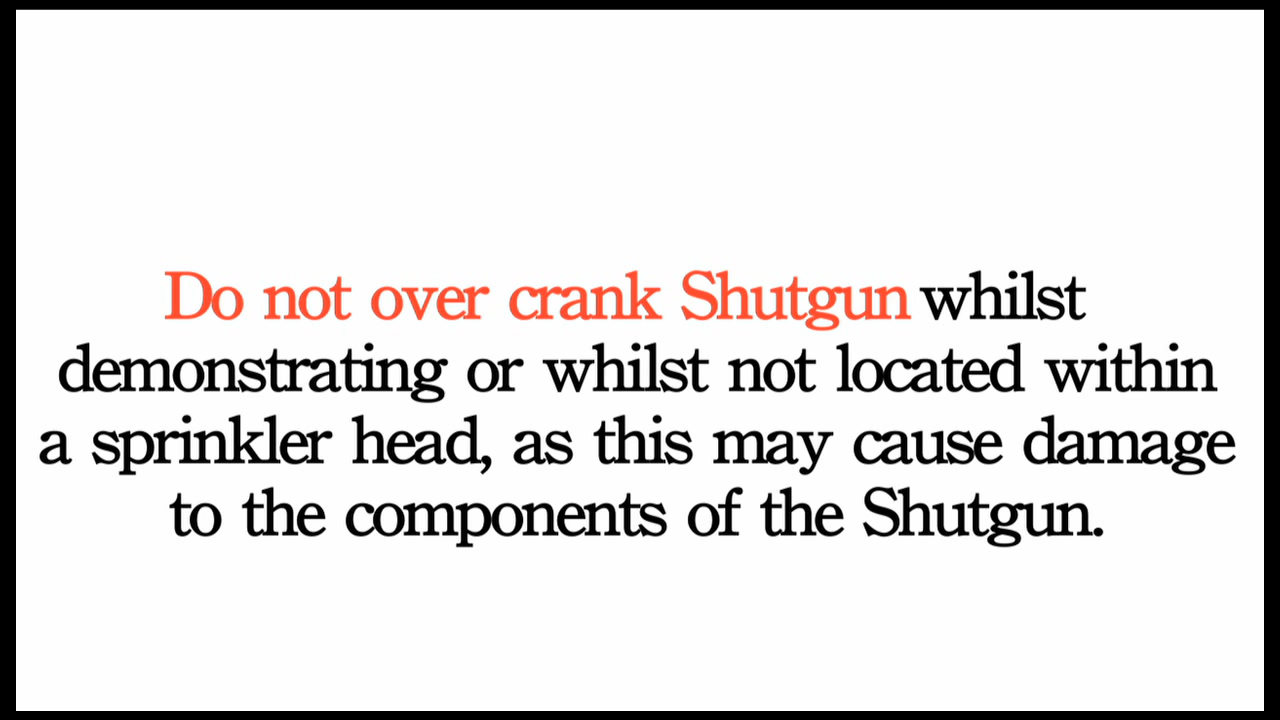 Do not over crank Shutgun whilst
demonstrating or whilst not located within
a sprinkler head, as this may cause damage
to the components of the Shutgun.